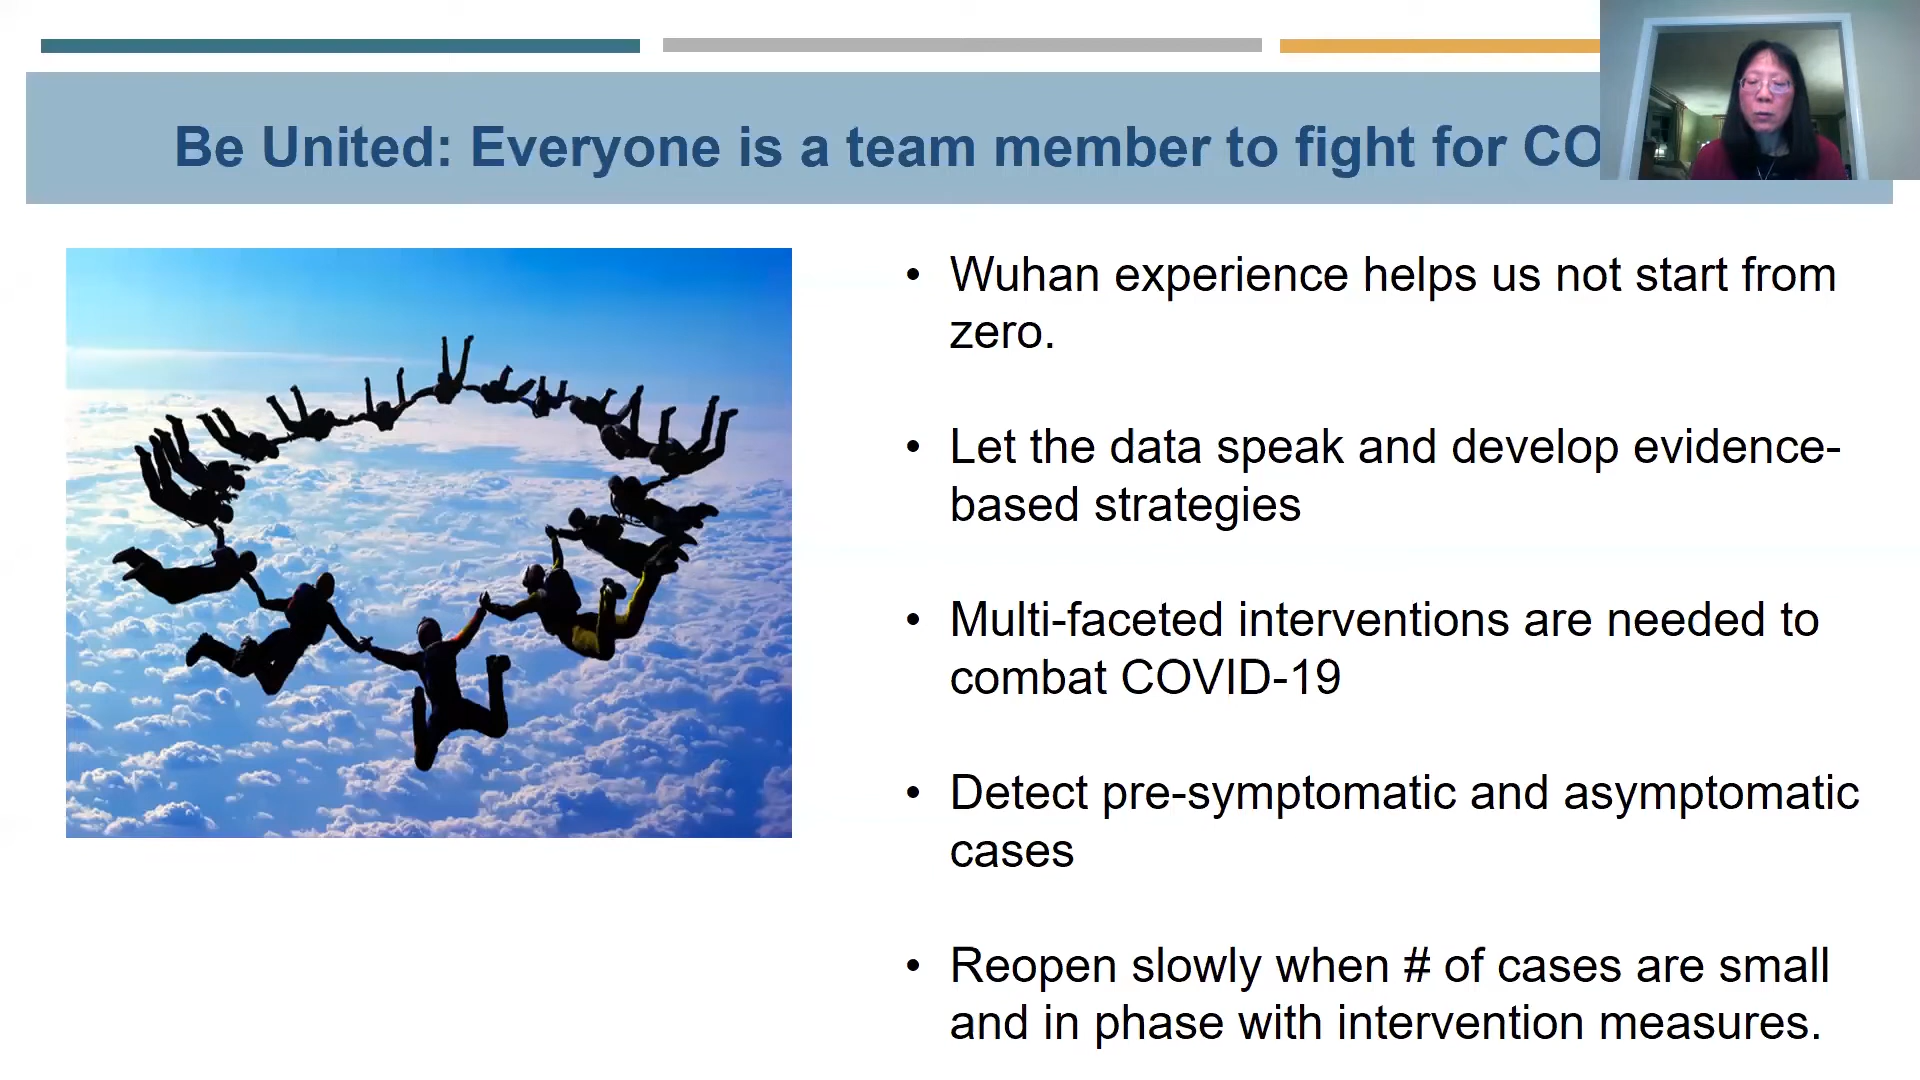 Be United: Everyone is a team member to fight for CO
• Wuhan experience helps us not start from
zero.
• Let the data speak and develop evidence-
based strategies
• Multi-faceted interventions are needed to
combat COVID-19
• Detect pre-symptomatic and asymptomatic
cases
• Reopen slowly when # of cases are small
and in phase with intervention measures.